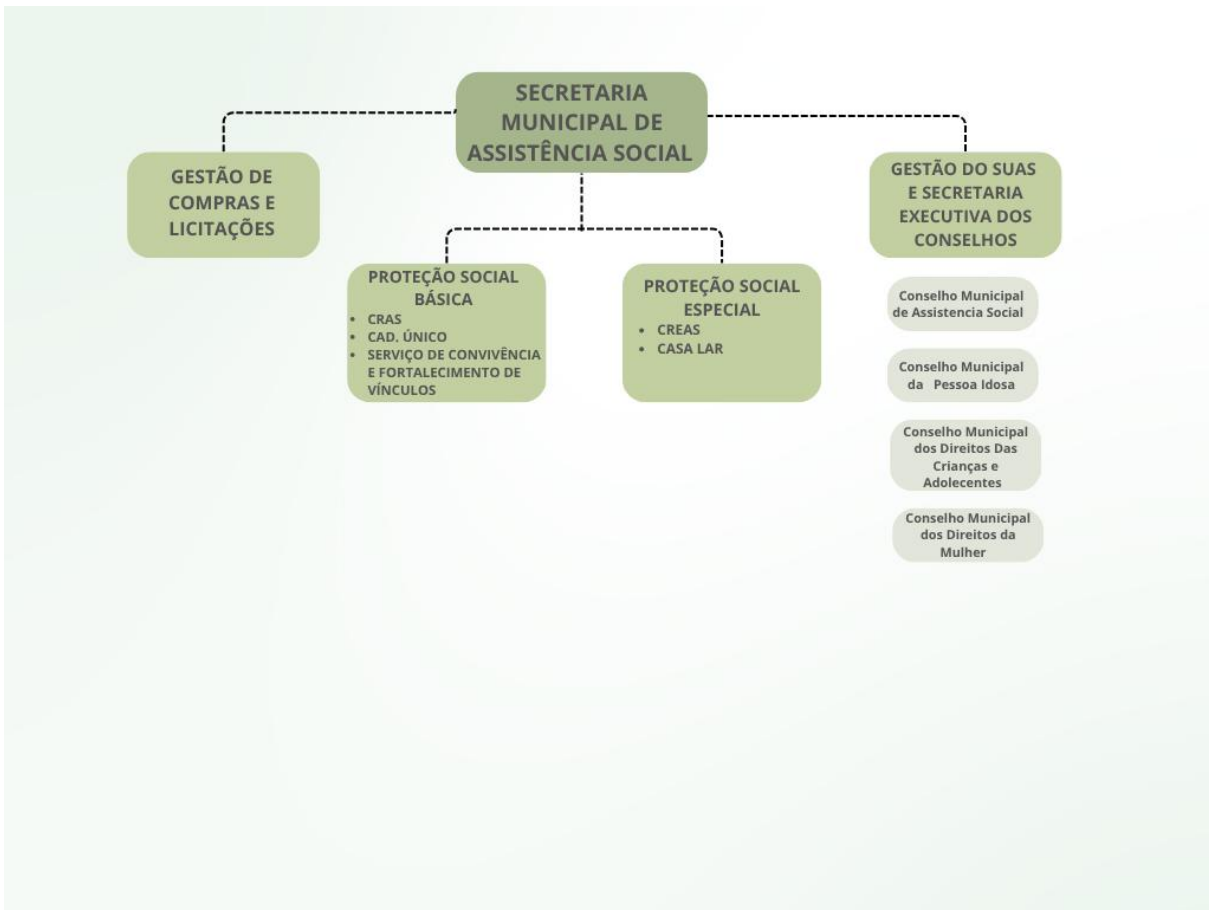 SECRETARIA
MUNICIPAL DE
ASSISTÊNCIA SOCIAL
GESTÃO DE
COMPRAS E
LICITAÇÕES
GESTÃO DO SUAS
E SECRETARIA
EXECUTIVA DOS
CONSELHOS
PROTEÇÃO SOCIAL
BÁSICA
• CRAS
• CAD. ÚNICO
• SERVIÇO DE CONVIVÊNCIA
E FORTALECIMENTO DE
VÍNCULOS
PROTEÇÃO SOCIAL
ESPECIAL
• CREAS
• CASA LAR
Conselho Municipal
de Assistencia Social
Conselho Municipal
da Pessoa Idosa
Conselho Municipal
dos Direitos Das
Crianças e
Adolecentes
Conselho Municipal
dos Direitos da
Mulher